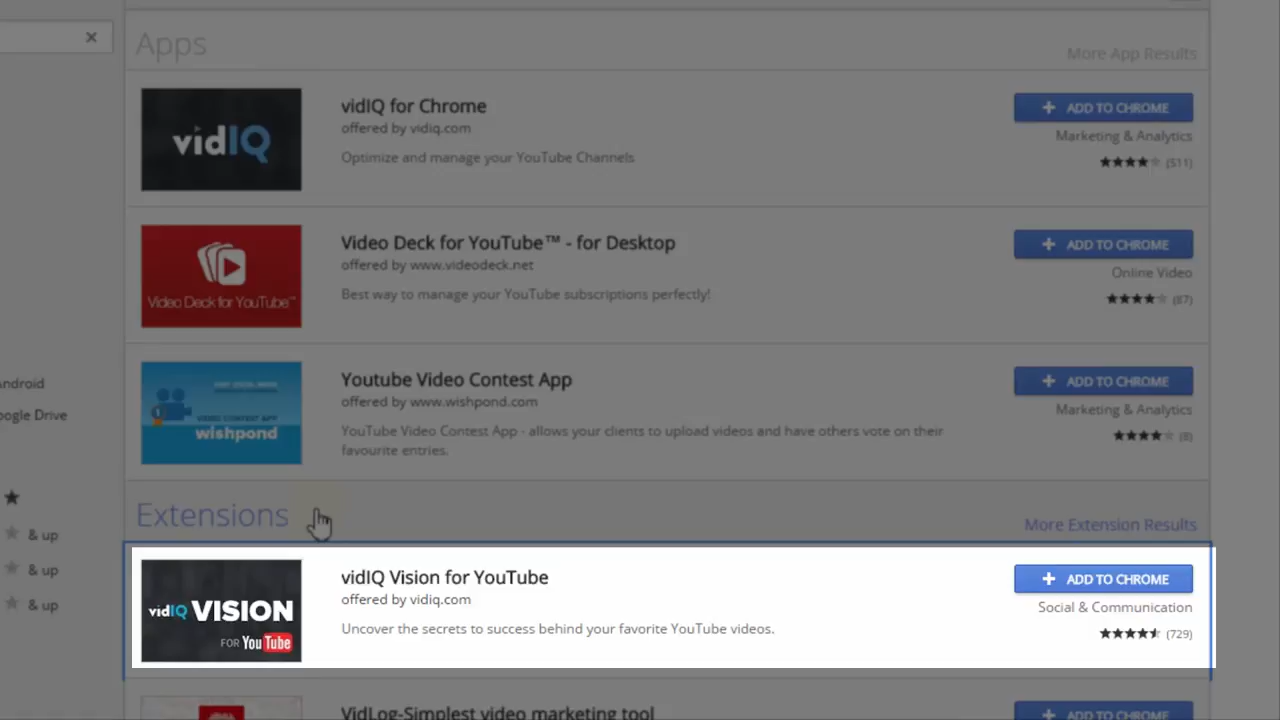 Apps
More App Results
vidIQ
vidIQ for Chrome
offered by vidiq.com
Optimize and manage your YouTube Channels
ADD TO CHROME
Marketing & Analytics
(511)
Video Deck for YouTube™
Video Deck for YouTube™ - for Desktop
offered by www.videodeck.net
Best way to manage your YouTube subscriptions perfectly!
ADD TO CHROME
Online Video
(87)
VIDEO CONTEST APP
wishpond
Youtube Video Contest App
offered by www.wishpond.com
YouTube Video Contest App - allows your clients to upload videos and have others vote on their
favourite entries.
ADD TO CHROME
Marketing & Analytics
(8)
Android
Google Drive
& up
& up
& up
Extensions
More Extension Results
vidIQ VISION
FOR YouTube
vidIQ Vision for YouTube
offered by vidiq.com
Uncover the secrets to success behind your favorite YouTube videos.
ADD TO CHROME
Social & Communication
(729)
VidLog-Simplest video marketing tool
ADD TO CHROME